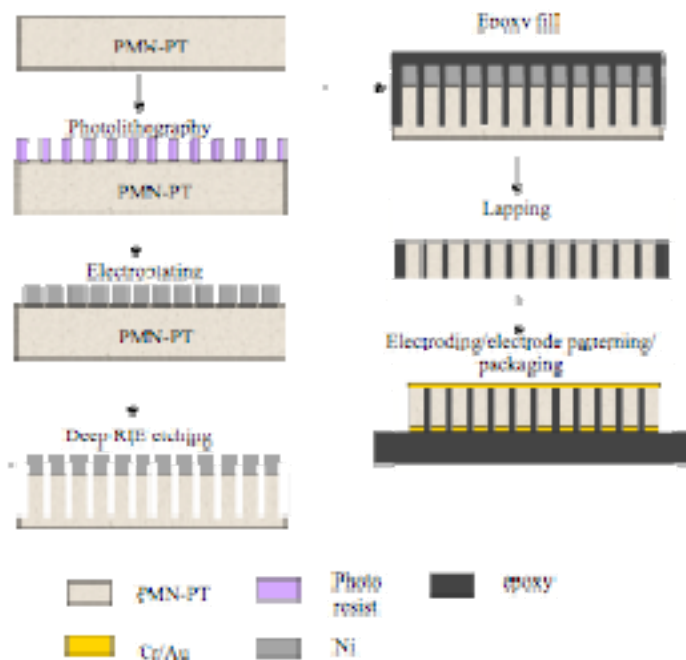 PMN-PT
Photolithography
PMN-PT
Electroplating
PMN-PT
Deep RIE etching
Epoxy fill
Lapping
Electroding/electrode patterning/
packaging
PMN-PT
Photo
resist
epoxy
Cr/Au
Ni